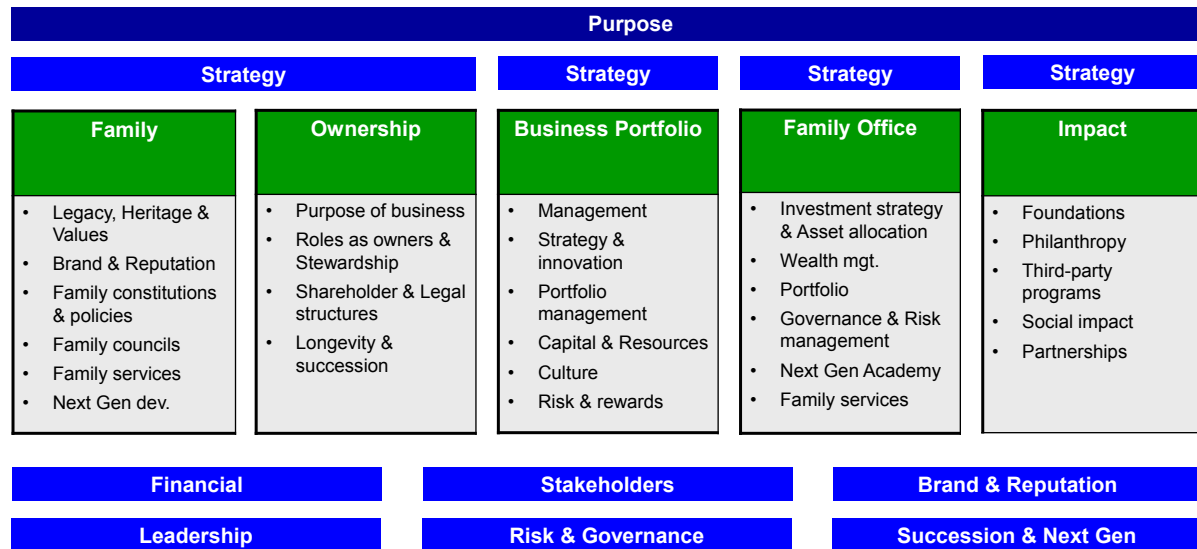 Purpose
Strategy
Strategy
Strategy
Strategy
Family
• Legacy, Heritage &
Values
• Brand & Reputation
• Family constitutions
& policies
• Family councils
• Family services
• Next Gen dev.
Ownership
• Purpose of business
• Roles as owners &
Stewardship
• Shareholder & Legal
structures
• Longevity &
succession
Business Portfolio
• Management
• Strategy &
innovation
• Portfolio
management
• Capital & Resources
• Culture
• Risk & rewards
Family Office
• Investment strategy
& Asset allocation
• Wealth mgt.
• Portfolio
• Governance & Risk
management
• Next Gen Academy
• Family services
Impact
• Foundations
• Philanthropy
• Third-party
programs
• Social impact
• Partnerships
Financial
Stakeholders
Brand & Reputation
Leadership
Risk & Governance
Succession & Next Gen